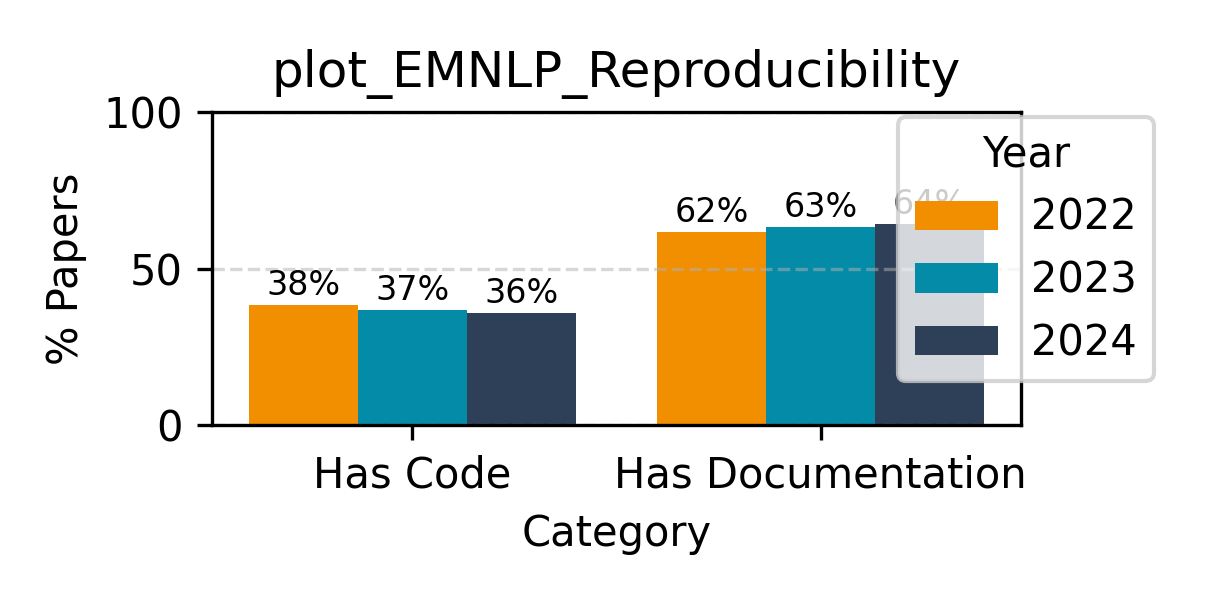 plot_EMNLP_Reproducibility
% Papers
100
50
0
38%
37%
36%
62%
63%
64%
Has Code
Has Documentation
Category
Year
2022
2023
2024